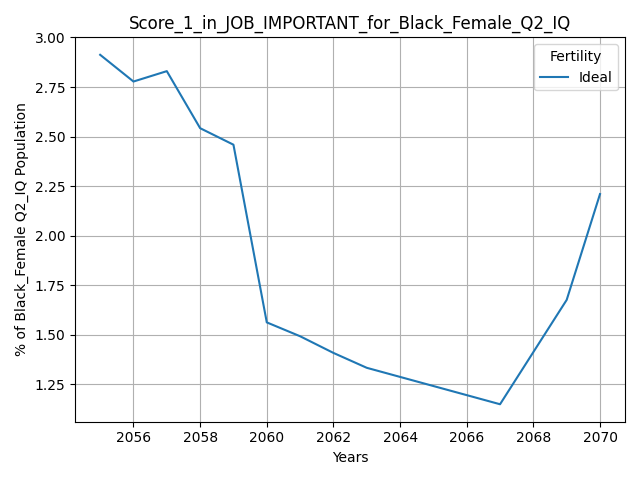 Score_1_in_JOB_IMPORTANT_for_Black_Female_Q2_IQ
% of Black_Female Q2_IQ Population
3.00
2.75
2.50
2.25
2.00
1.75
1.50
1.25
Fertility
Ideal
2056 2058 2060 2062 2064 2066 2068 2070
Years